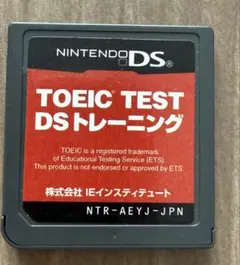 NINTENDO DS®
TOEIC® TEST
DSトレーニング
TOEIC is a registered trademark
of Educational Testing Service (ETS).
This product is not endorsed or approved by ETS.
株式会社 IEインスティテュート
NTR-AEYJ-JPN